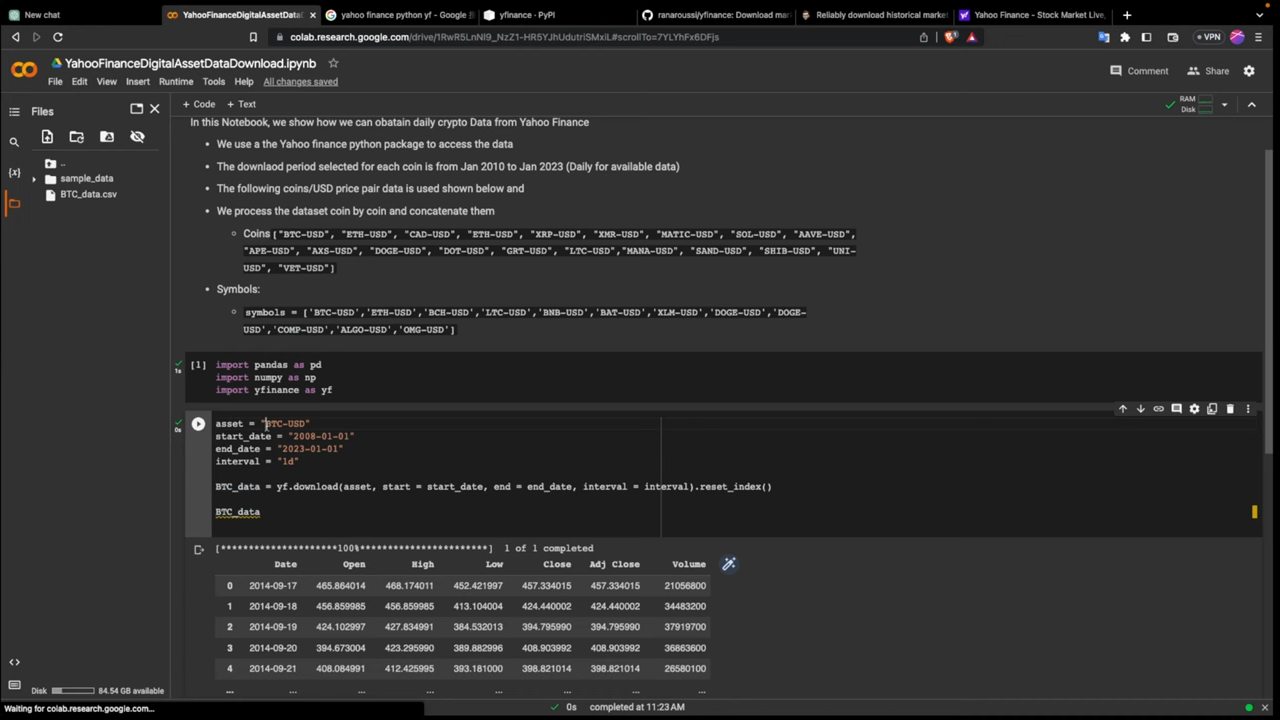 New chat
YahooFinanceDigitalAssetData
yahoo finance python yf - Google
yfinance · PyPI
ranaroussi/yfinance: Download mar
Reliably download historical market
Yahoo Finance - Stock Market Live,
colab.research.google.com/drive/1RwR5LnNI9_NzZ1-HR5YJhUdutriSMxiL#scrollTo=7YLYhFx6DFjs
VPN
YahooFinanceDigitalAssetDataDownload.ipynb
File Edit View Insert Runtime Tools Help All changes saved
Comment
Share
Files
+ Code + Text
RAM
Disk
..
sample_data
BTC_data.csv
In this Notebook, we show how we can obatain daily crypto Data from Yahoo Finance
• We use a the Yahoo finance python package to access the data
• The downlaod period selected for each coin is from Jan 2010 to Jan 2023 (Daily for available data)
• The following coins/USD price pair data is used shown below and
• We process the dataset coin by coin and concatenate them
Coins ["BTC-USD", "ETH-USD", "CAD-USD", "ETH-USD", "XRP-USD", "XMR-USD", "MATIC-USD", "SOL-USD", "AAVE-USD",
"APE-USD", "AXS-USD", "DOGE-USD", "DOT-USD", "GRT-USD", "LTC-USD","MANA-USD", "SAND-USD", "SHIB-USD", "UNI-
USD", "VET-USD"]
• Symbols:
symbols = ['BTC-USD','ETH-USD','BCH-USD','LTC-USD','BNB-USD','BAT-USD','XLM-USD','DOGE-USD','DOGE-
USD','COMP-USD','ALGO-USD','OMG-USD']
1s
[1]
import pandas as pd
import numpy as np
import yfinance as yf
0s
asset = "BTC-USD"
start_date = "2008-01-01"
end_date = "2023-01-01"
interval = "1d"
BTC_data = yf.download(asset, start = start_date, end = end_date, interval = interval).reset_index()
BTC_data
[*********************100%***********************] 1 of 1 completed
Date Open High Low Close Adj Close Volume
0 2014-09-17 465.864014 468.174011 452.421997 457.334015 457.334015 21056800
1 2014-09-18 456.859985 456.859985 413.104004 424.440002 424.440002 34483200
2 2014-09-19 424.102997 427.834991 384.532013 394.795990 394.795990 37919700
3 2014-09-20 394.673004 423.295990 389.882996 408.903992 408.903992 36863600
4 2014-09-21 408.084991 412.425995 393.181000 398.821014 398.821014 26580100
... ... ... ... ... ... ... ...
Disk 84.54 GB available
Waiting for colab.research.google.com...
0s completed at 11:23 AM